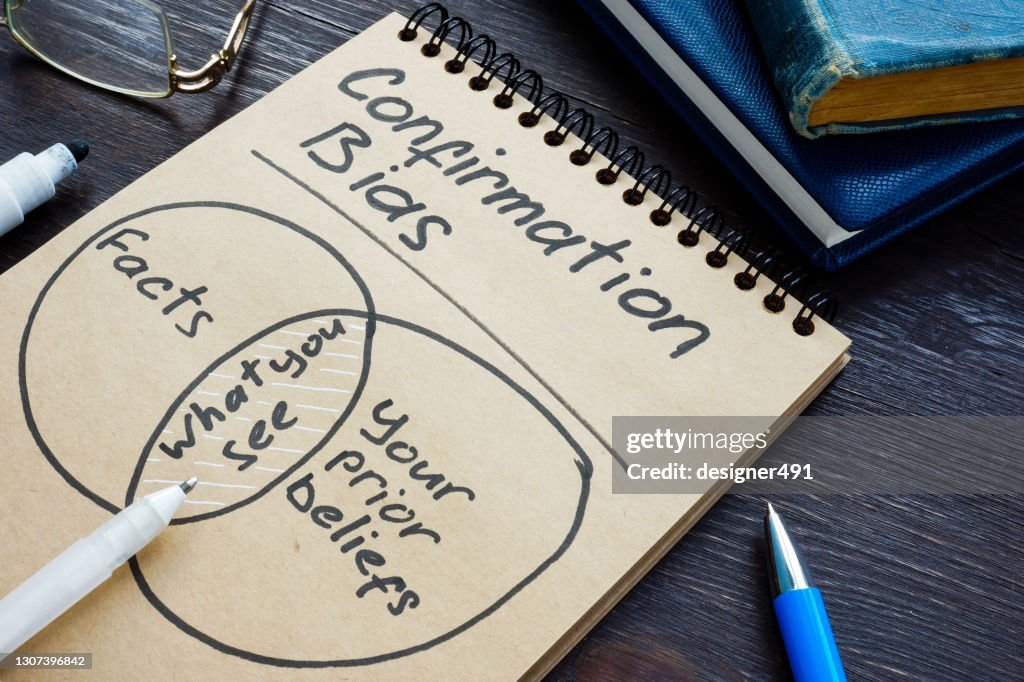 Confirmation
Bias
Facts
What you
see
Your
prior
beliefs
gettyimages®
Credit: designer491
1307396842